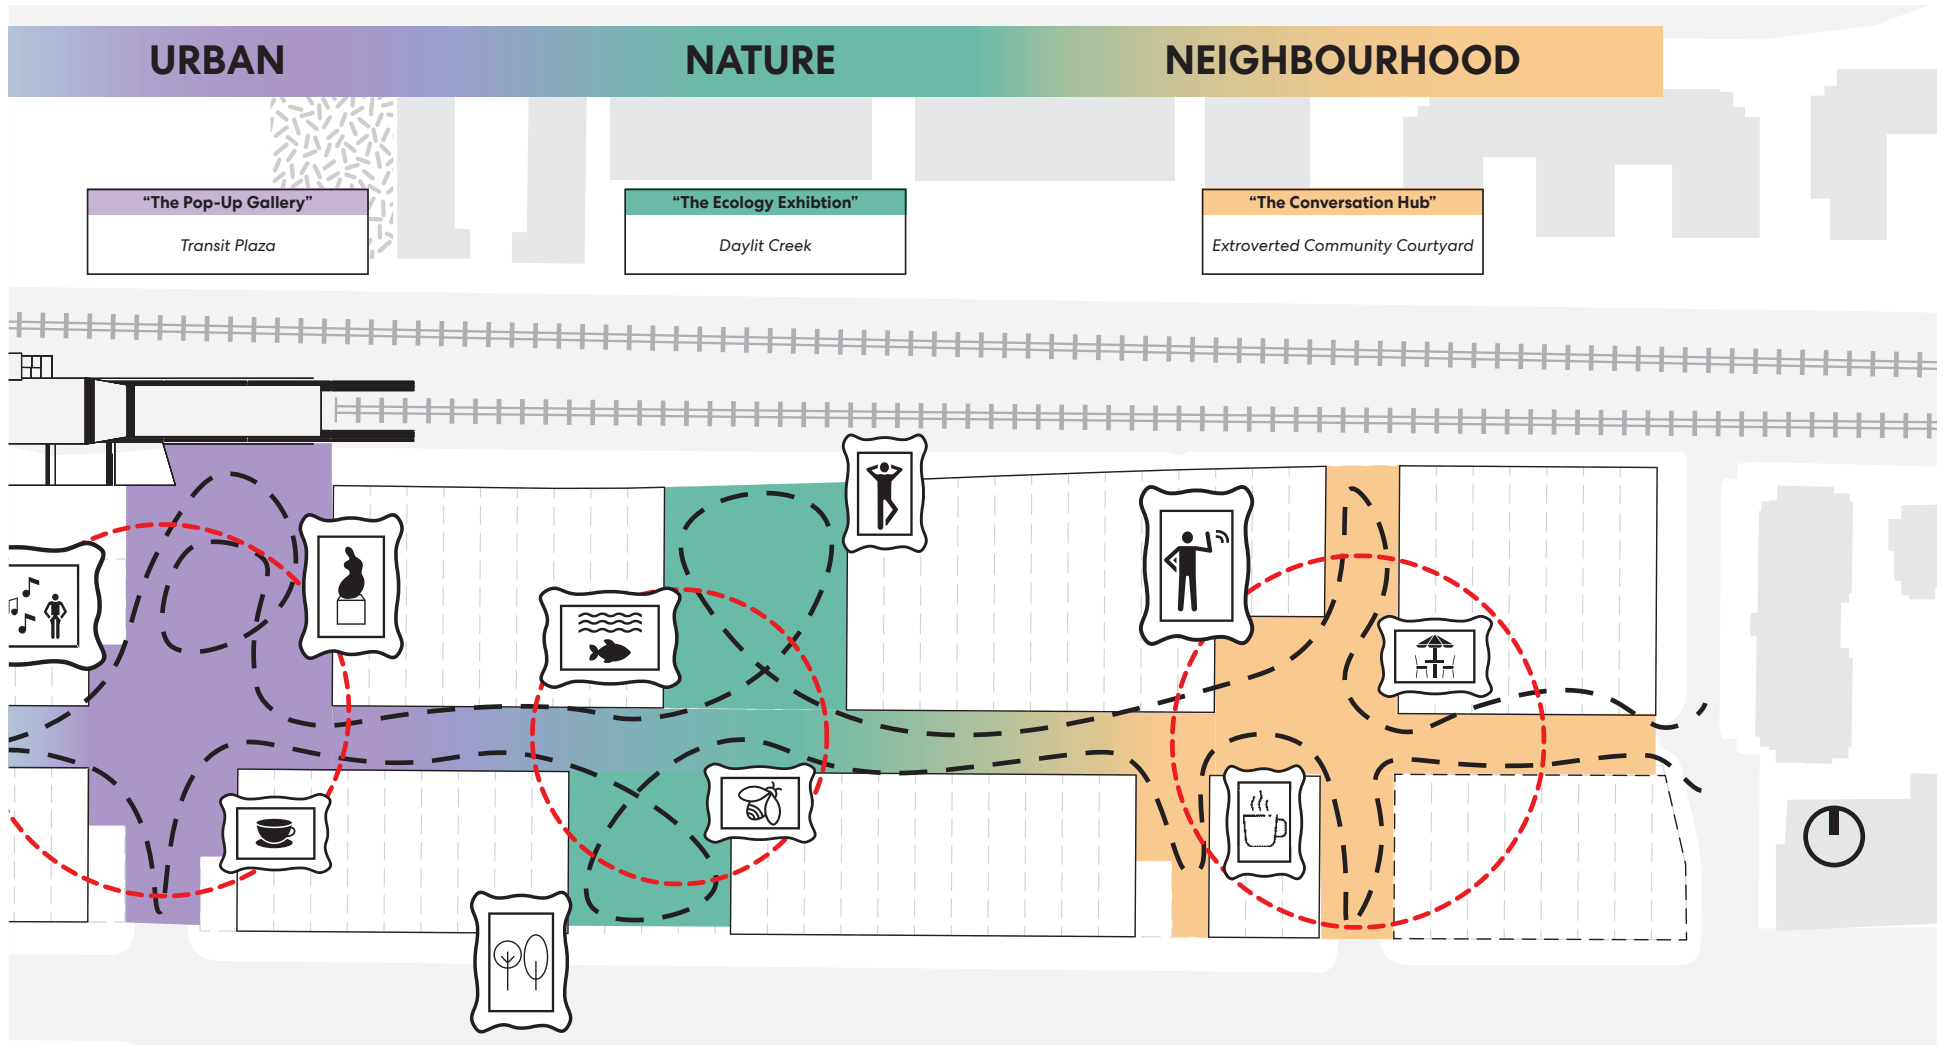 URBAN
NATURE
NEIGHBOURHOOD
“The Pop-Up Gallery”
Transit Plaza
“The Ecology Exhibtion”
Daylit Creek
“The Conversation Hub”
Extroverted Community Courtyard